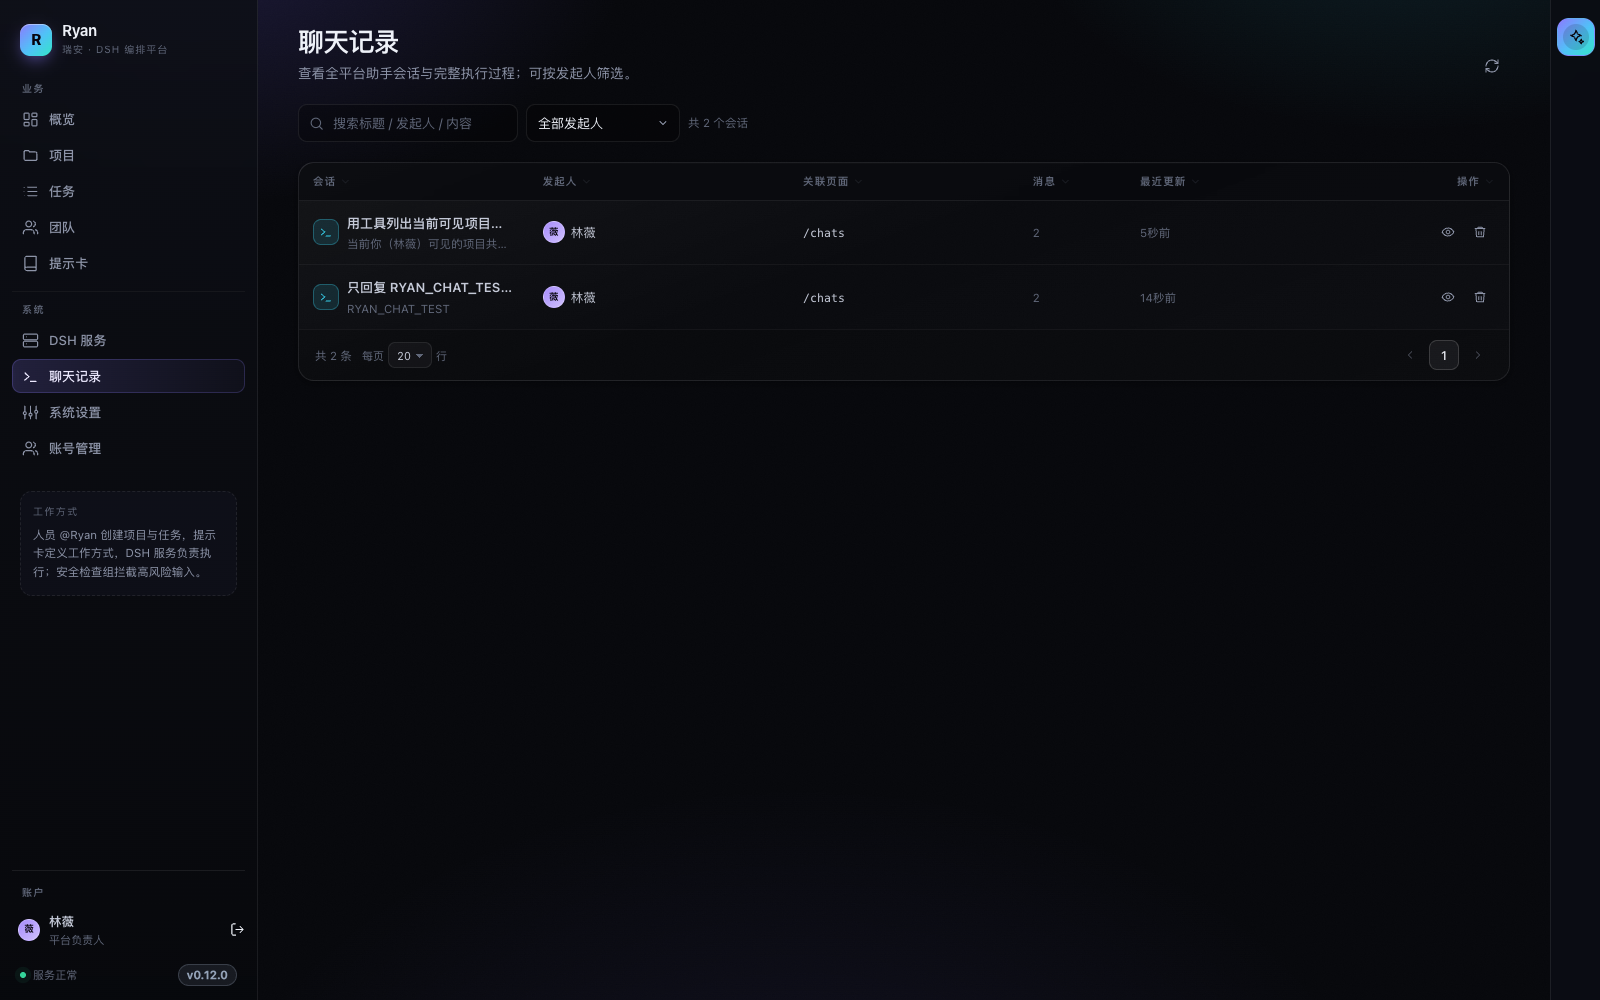 R
Ryan
瑞安 · DSH 编排平台
业务
概览
项目
任务
团队
提示卡
系统
DSH 服务
聊天记录
系统设置
账号管理
工作方式
人员 @Ryan 创建项目与任务，提示
卡定义工作方式，DSH 服务负责执
行；安全检查组拦截高风险输入。
账户
薇
林薇
平台负责人
服务正常
v0.12.0
聊天记录
查看全平台助手会话与完整执行过程；可按发起人筛选。
搜索标题 / 发起人 / 内容
全部发起人
共 2 个会话
会话 发起人 关联页面 消息 最近更新 操作
用工具列出当前可见项目...
当前你（林薇）可见的项目共...
薇 林薇 /chats 2 5秒前
只回复 RYAN_CHAT_TES...
RYAN_CHAT_TEST
薇 林薇 /chats 2 14秒前
共 2 条 每页 20 行
1